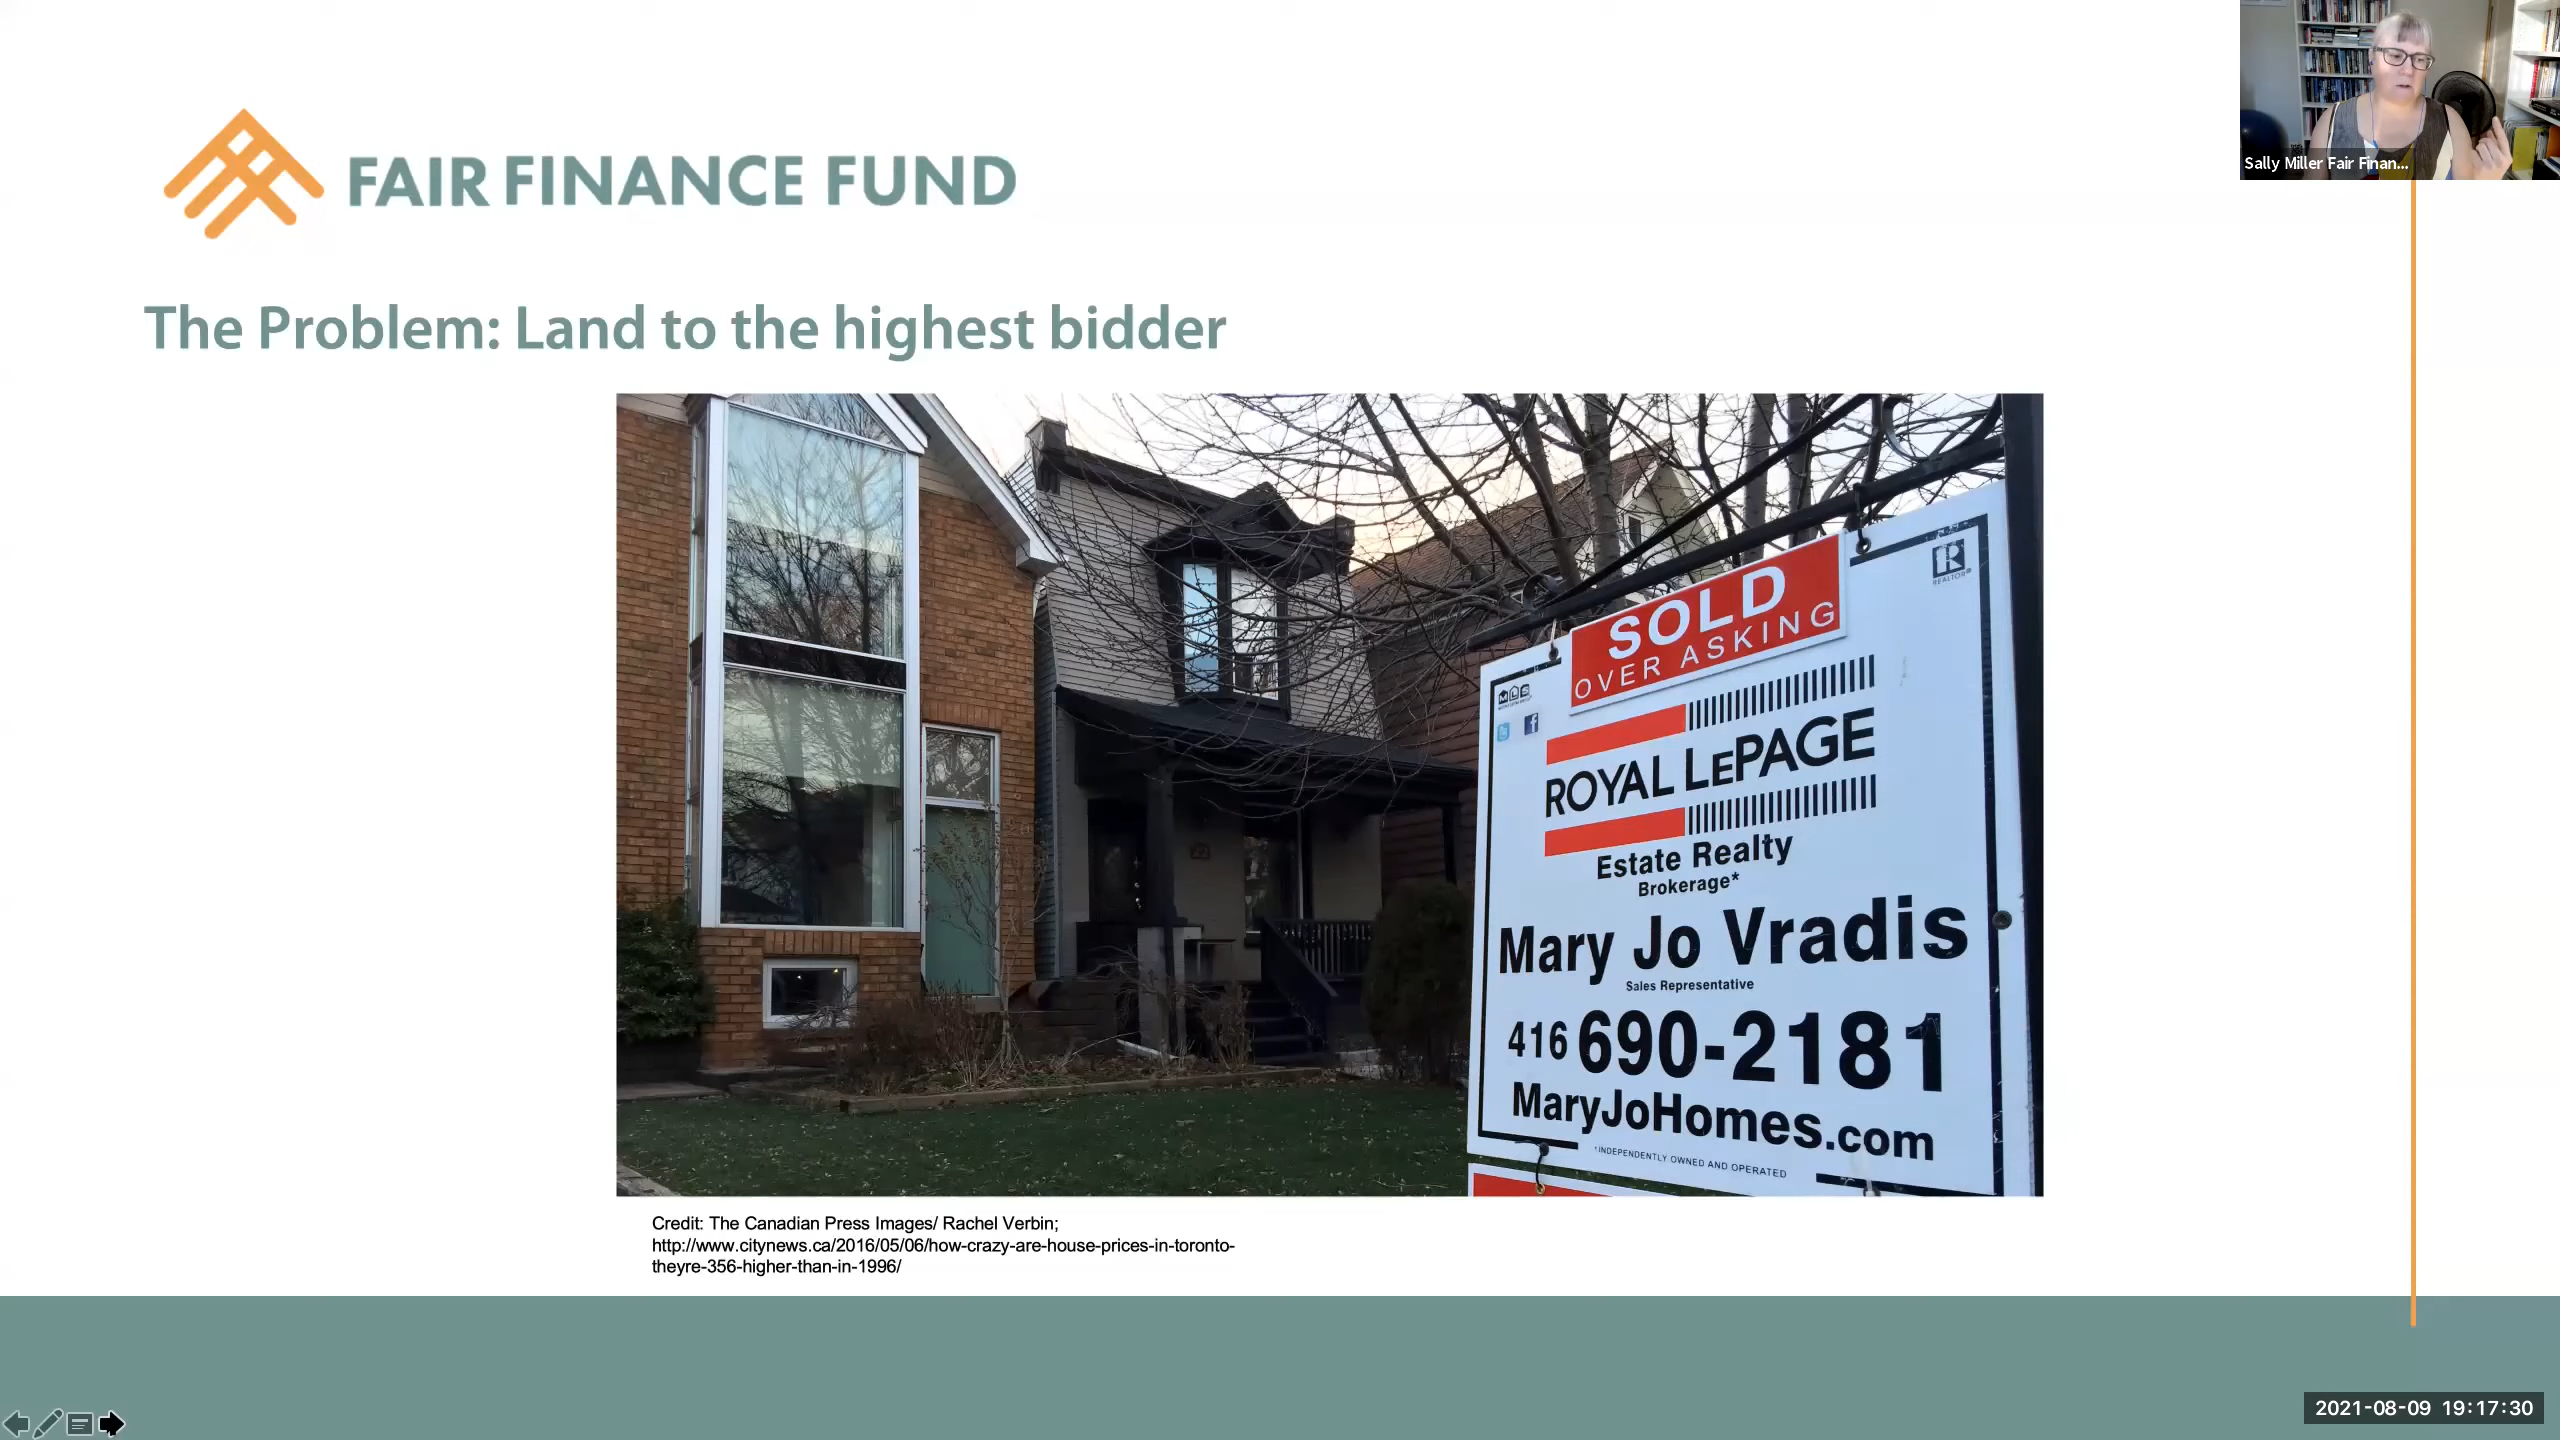 FAIR FINANCE FUND
Sally Miller Fair Finan...
The Problem: Land to the highest bidder
SOLD
OVER ASKING
R
REALTOR®
MLS
ROYAL LEPAGE
Estate Realty
Brokerage*
Mary Jo Vradis
Sales Representative
416 690-2181
MaryJoHomes.com
*INDEPENDENTLY OWNED AND OPERATED
Credit: The Canadian Press Images/ Rachel Verbin;
http://www.citynews.ca/2016/05/06/how-crazy-are-house-prices-in-toronto-
theyre-356-higher-than-in-1996/
2021-08-09 19:17:30